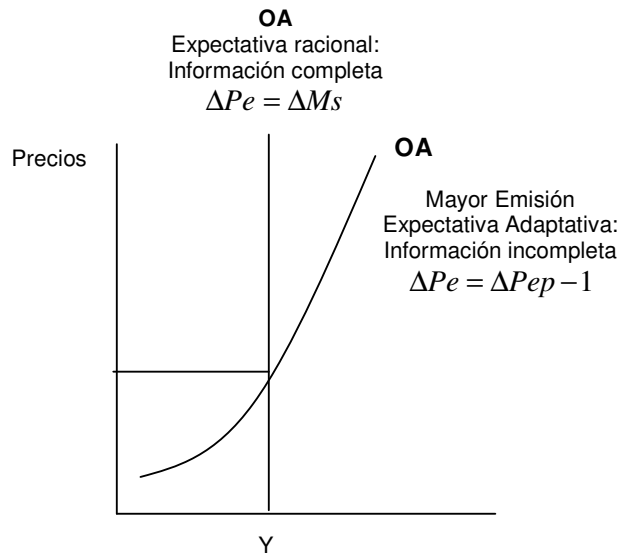 OA
Expectativa racional:
Información completa
ΔPe = ΔMs
Precios
OA
Mayor Emisión
Expectativa Adaptativa:
Información incompleta
ΔPe = ΔPep −1
Y